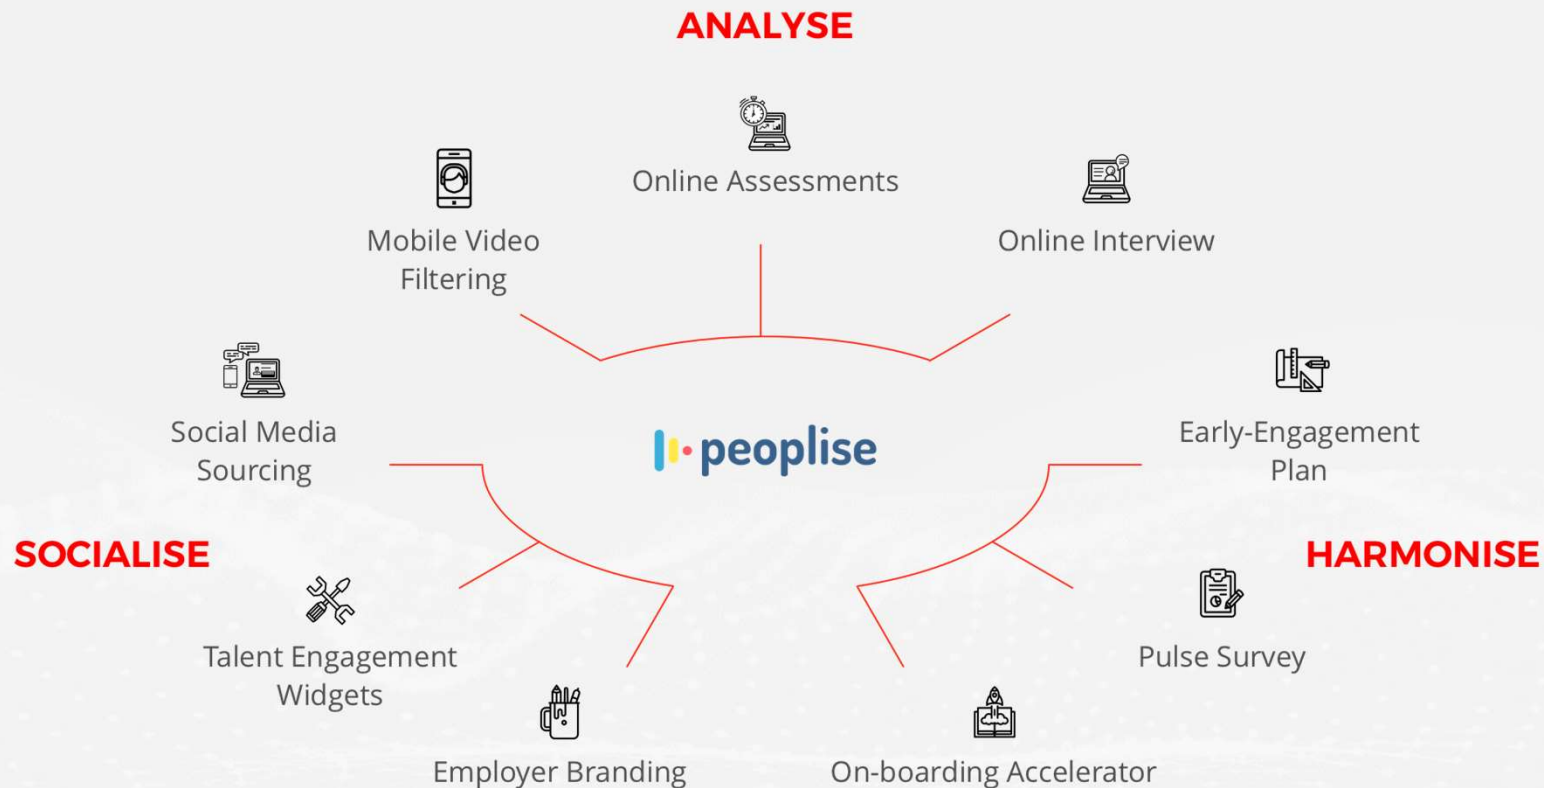 ANALYSE
Online Assessments
Mobile Video
Filtering
Online Interview
Social Media
Sourcing
peoplise
Early-Engagement
Plan
SOCIALISE
HARMONISE
Talent Engagement
Widgets
Pulse Survey
Employer Branding
On-boarding Accelerator